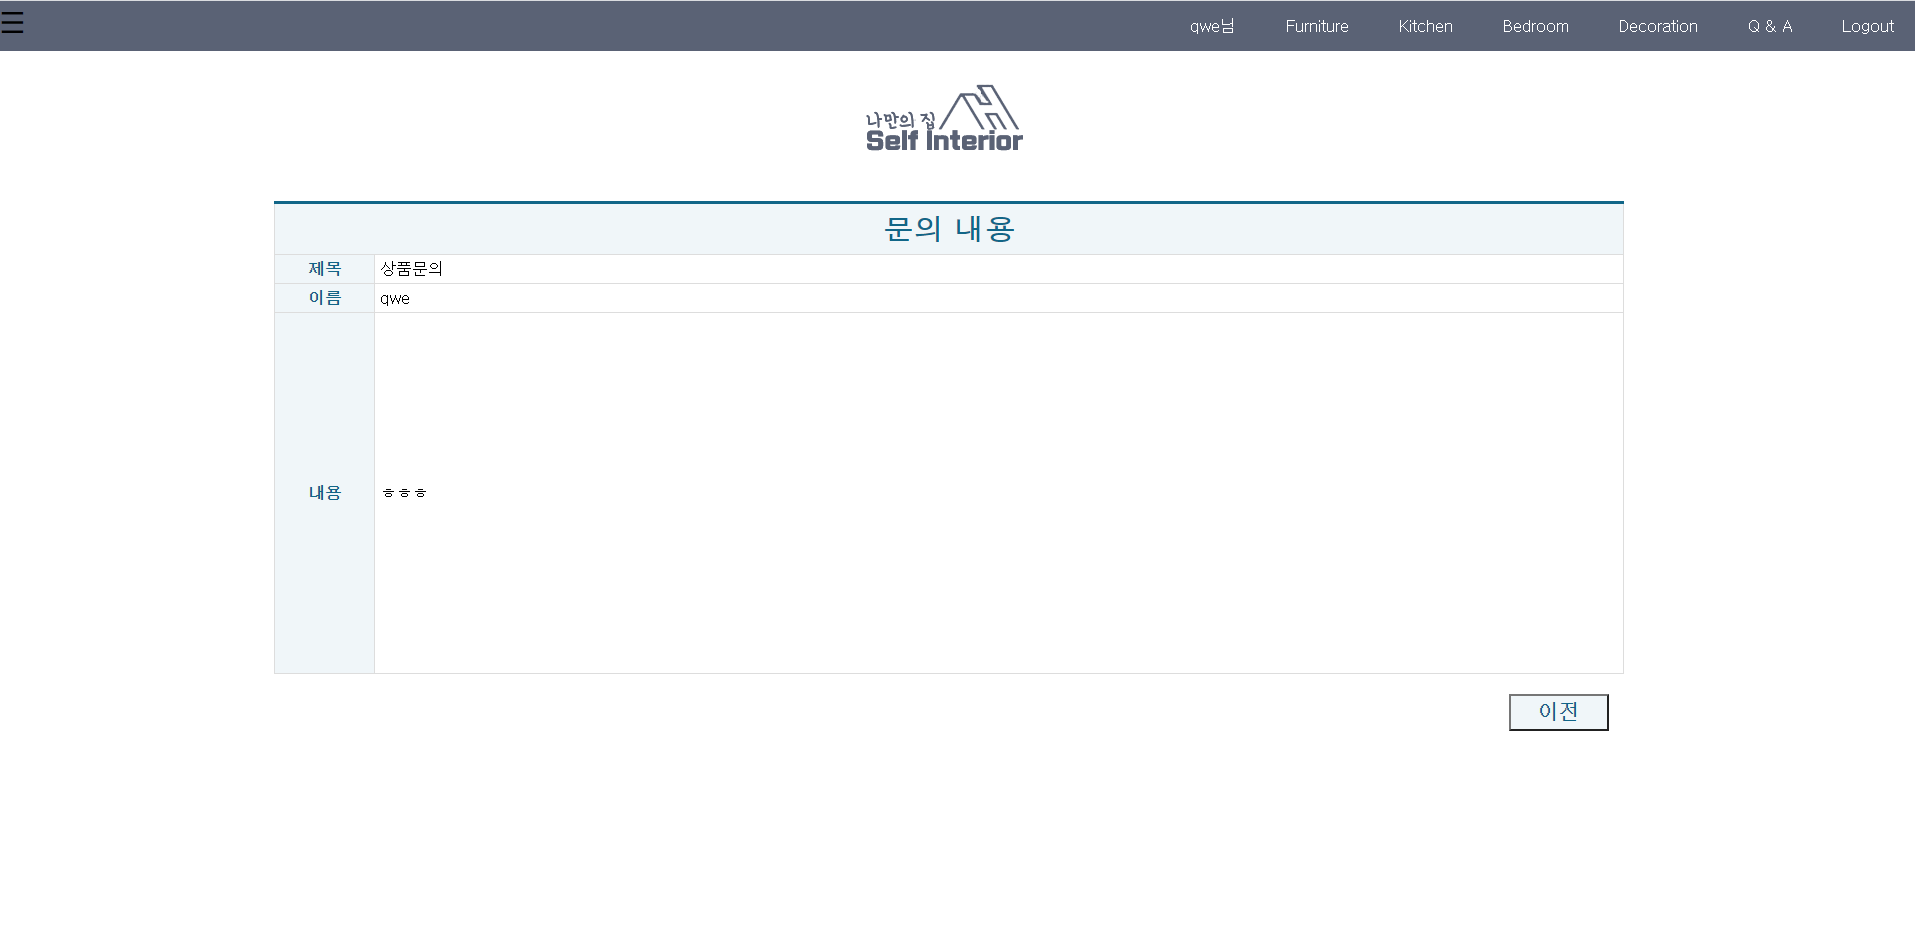 qwe님 Furniture Kitchen Bedroom Decoration Q & A Logout
나만의 집
Self Interior
문의 내용
제목 상품문의
이름 qwe
내용 ㅎㅎㅎ
이전